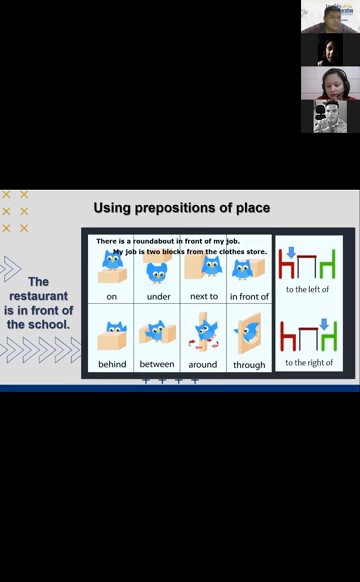 Using prepositions of place
There is a roundabout in front of my job.
My job is two blocks from the clothes store.
on
under
next to
in front of
to the left of
The
restaurant
is in front of
the school.
behind
between
around
through
to the right of